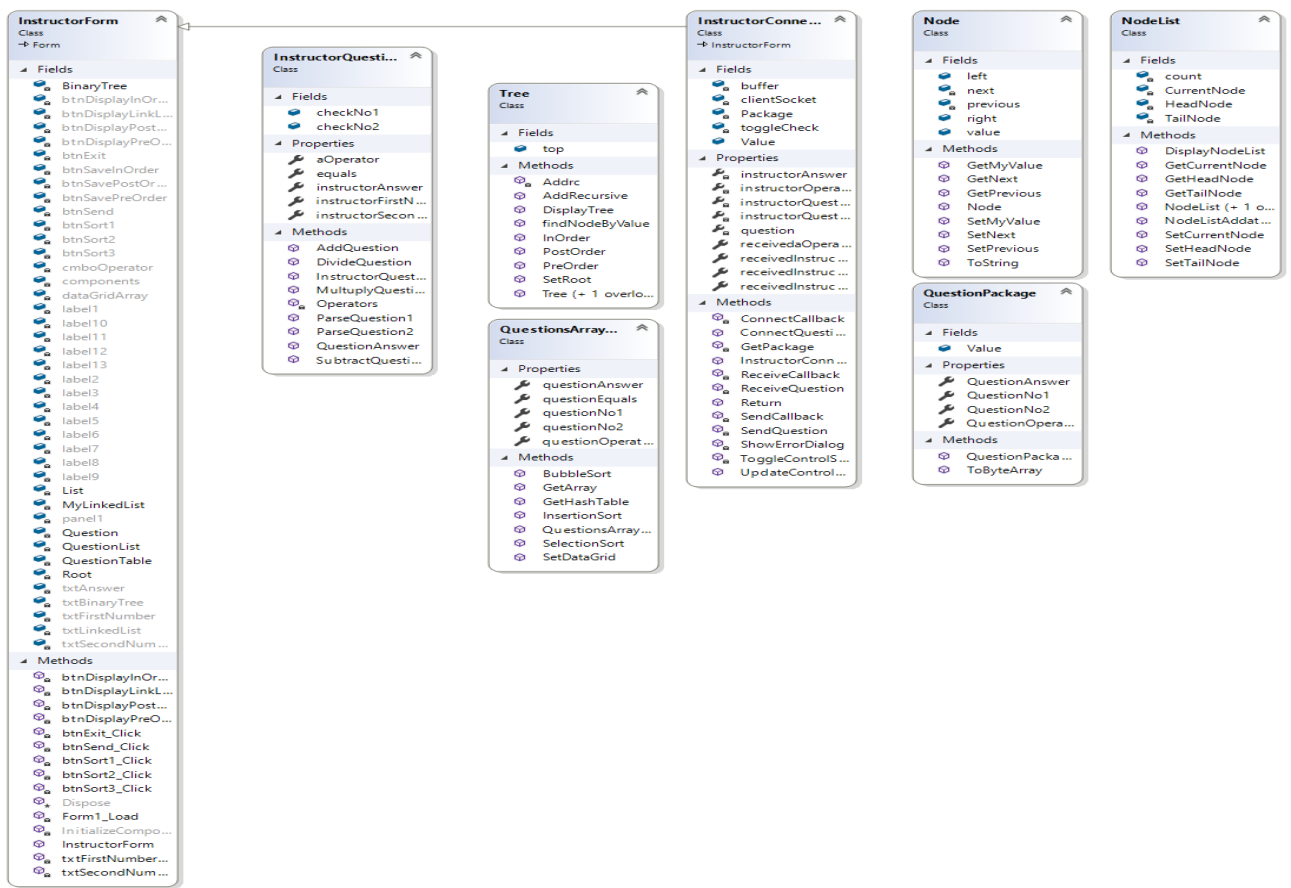 InstructorForm
Class
Form
Fields
BinaryTree
btnDisplayInOr...
btnDisplayLinkL...
btnDisplayPost...
btnDisplayPreO...
btnExit
btnSaveInOrder
btnSavePostOr...
btnSavePreOrder
btnSend
btnSort1
btnSort2
btnSort3
cmboOperator
components
dataGridArray
label1
label10
label11
label12
label13
label2
label3
label4
label5
label6
label7
label8
label9
List
MyLinkedList
panel1
Question
QuestionList
QuestionTable
Root
txtAnswer
txtBinaryTree
txtFirstNumber
txtLinkedList
txtSecondNum...
Methods
btnDisplayInOr...
btnDisplayLinkL...
btnDisplayPost...
btnDisplayPreO...
btnExit_Click
btnSend_Click
btnSort1_Click
btnSort2_Click
btnSort3_Click
Dispose
Form1_Load
InitializeCompo...
InstructorForm
txtFirstNumber...
txtSecondNum...
InstructorQuesti...
Class
Fields
checkNo1
checkNo2
Properties
aOperator
equals
instructorAnswer
instructorFirstN...
instructorSecon...
Methods
AddQuestion
DivideQuestion
InstructorQuest...
MultiplyQuesti...
Operators
ParseQuestion1
ParseQuestion2
QuestionAnswer
SubtractQuesti...
Tree
Class
Fields
top
Methods
Addrc
AddRecursive
DisplayTree
findNodeByValue
InOrder
PostOrder
PreOrder
SetRoot
Tree (+ 1 overlo...
QuestionsArray...
Class
Properties
questionAnswer
questionEquals
questionNo1
questionNo2
questionOperat...
Methods
BubbleSort
GetArray
GetHashTable
InsertionSort
QuestionsArray...
SelectionSort
SetDataGrid
InstructorConne...
Class
InstructorForm
Fields
buffer
clientSocket
Package
toggleCheck
Value
Properties
instructorAnswer
instructorOpera...
instructorQuest...
instructorQuest...
question
receivedaOpera...
receivedInstruc...
receivedInstruc...
receivedInstruc...
Methods
ConnectCallback
ConnectQuesti...
GetPackage
InstructorConn...
ReceiveCallback
ReceiveQuestion
Return
SendCallback
SendQuestion
ShowErrorDialog
ToggleControlS...
UpdateControl...
Node
Class
Fields
left
next
previous
right
value
Methods
GetMyValue
GetNext
GetPrevious
Node
SetMyValue
SetNext
SetPrevious
ToString
QuestionPackage
Class
Fields
Value
Properties
QuestionAnswer
QuestionNo1
QuestionNo2
QuestionOpera...
Methods
QuestionPacka...
ToByteArray
NodeList
Class
Fields
count
CurrentNode
HeadNode
TailNode
Methods
DisplayNodeList
GetCurrentNode
GetHeadNode
GetTailNode
NodeList (+ 1 o...
NodeListAddat...
SetCurrentNode
SetHeadNode
SetTailNode